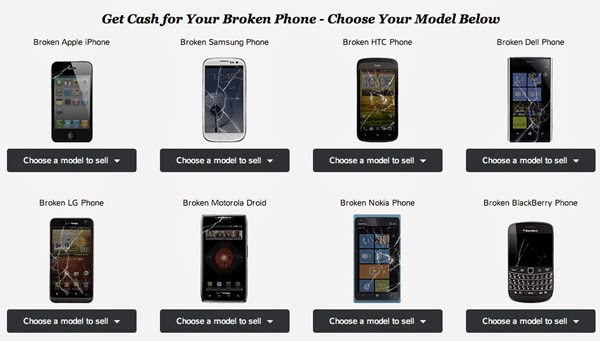 Get Cash for Your Broken Phone - Choose Your Model Below
Broken Apple iPhone
Broken Samsung Phone
Broken HTC Phone
Broken Dell Phone
Choose a model to sell
Choose a model to sell
Choose a model to sell
Choose a model to sell
Broken LG Phone
Broken Motorola Droid
Broken Nokia Phone
Broken BlackBerry Phone
Choose a model to sell
Choose a model to sell
Choose a model to sell
Choose a model to sell